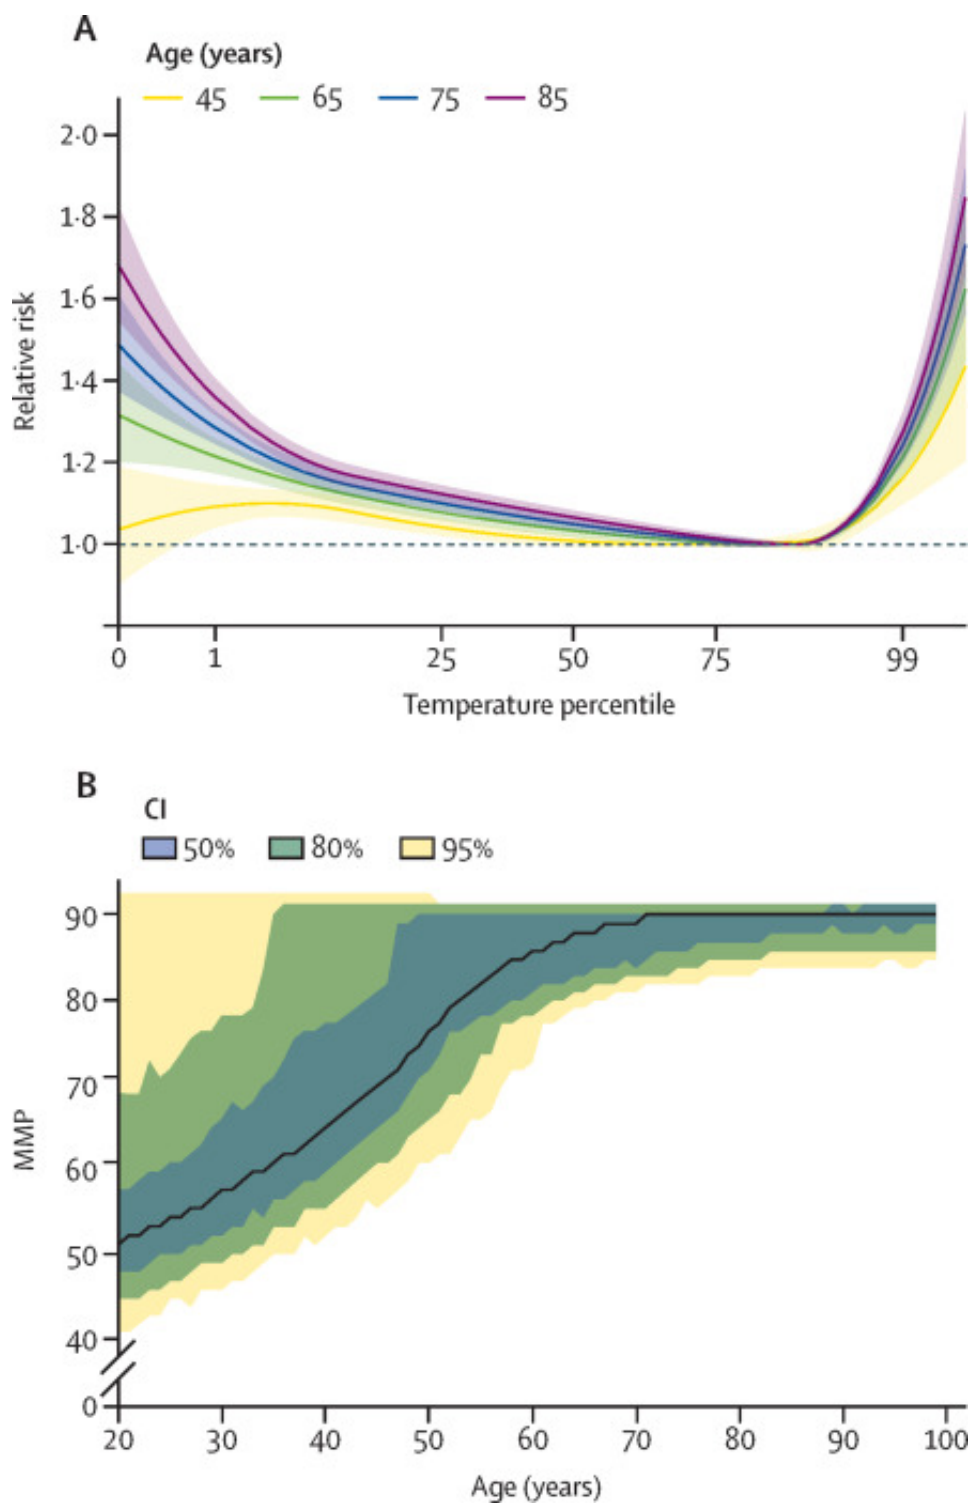 A
Age (years)
45 65 75 85
2·0
1·8
1·6
1·4
1·2
1·0
Relative risk
0 1 25 50 75 99
Temperature percentile
B
CI
50% 80% 95%
90
80
70
60
50
40
0
MMP
20 30 40 50 60 70 80 90 100
Age (years)